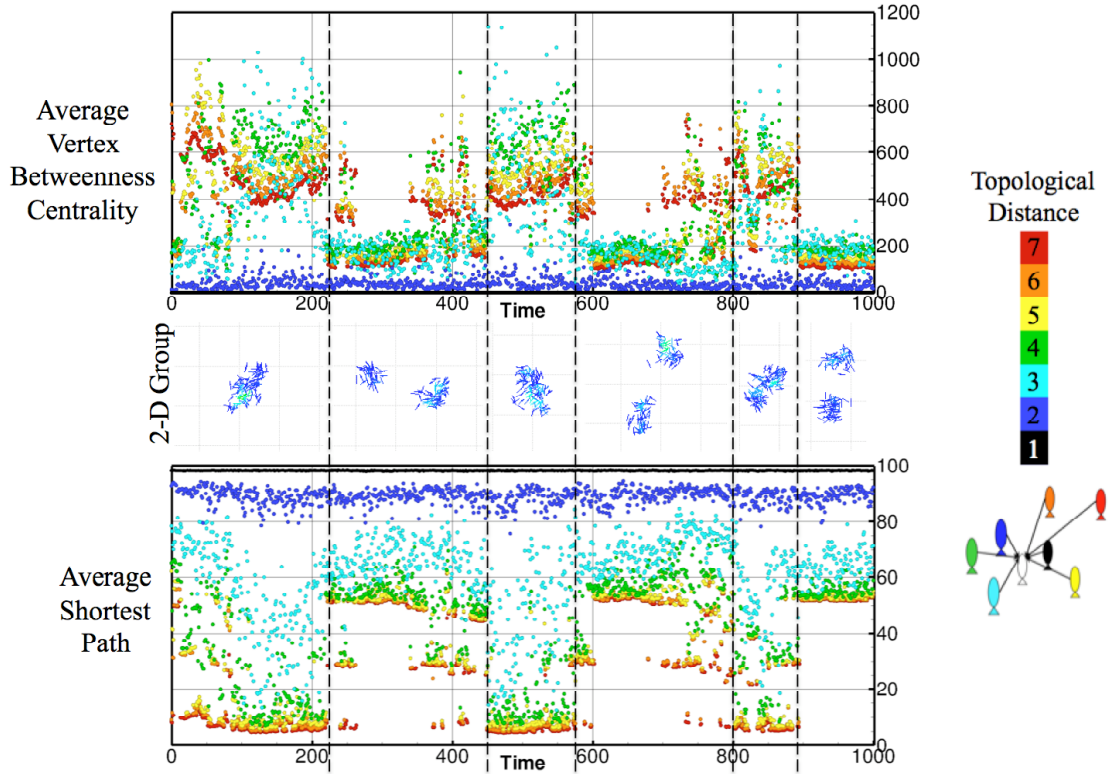 Average
Vertex
Betweenness
Centrality
1200
1000
800
600
400
200
0
0
200
400
600
800
1000
Time
2-D Group
Average
Shortest
Path
100
80
60
40
20
0
0
200
400
600
800
1000
Time
Topological
Distance
7
6
5
4
3
2
1